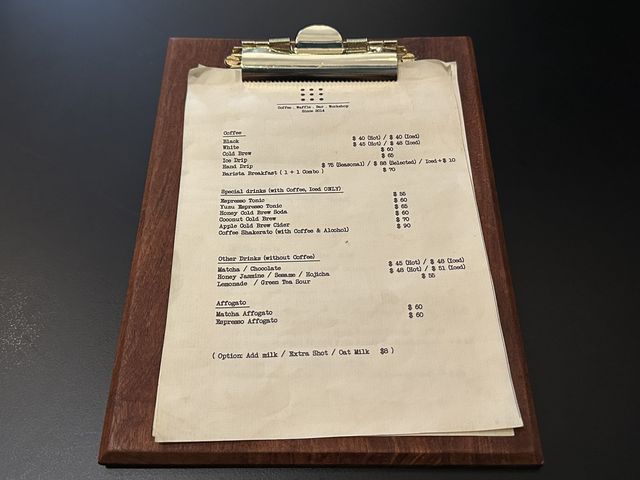 Coffee . Waffle . Bar . Workshop
Since 2014
Coffee
Black $ 40 (Hot) / $ 40 (Iced)
White $ 45 (Hot) / $ 48 (Iced)
Cold Brew $ 60
Ice Drip $ 65
Hand Drip $ 75 (Seasonal) / $ 88 (Selected) / Iced+$ 10
Barista Breakfast ( 1 + 1 Combo ) $ 70
Special drinks (with Coffee, Iced ONLY)
Espresso Tonic $ 55
Yuzu Espresso Tonic $ 60
Honey Cold Brew Soda $ 65
Coconut Cold Brew $ 60
Apple Cold Brew Cider $ 70
Coffee Shakerato (with Coffee & Alcohol) $ 90
Other Drinks (without Coffee)
Matcha / Chocolate $ 45 (Hot) / $ 48 (Iced)
Honey Jasmine / Sesame / Hojicha $ 48 (Hot) / $ 51 (Iced)
Lemonade / Green Tea Sour $ 55
Affogato
Matcha Affogato $ 60
Espresso Affogato $ 60
( Option: Add milk / Extra Shot / Oat Milk $8 )